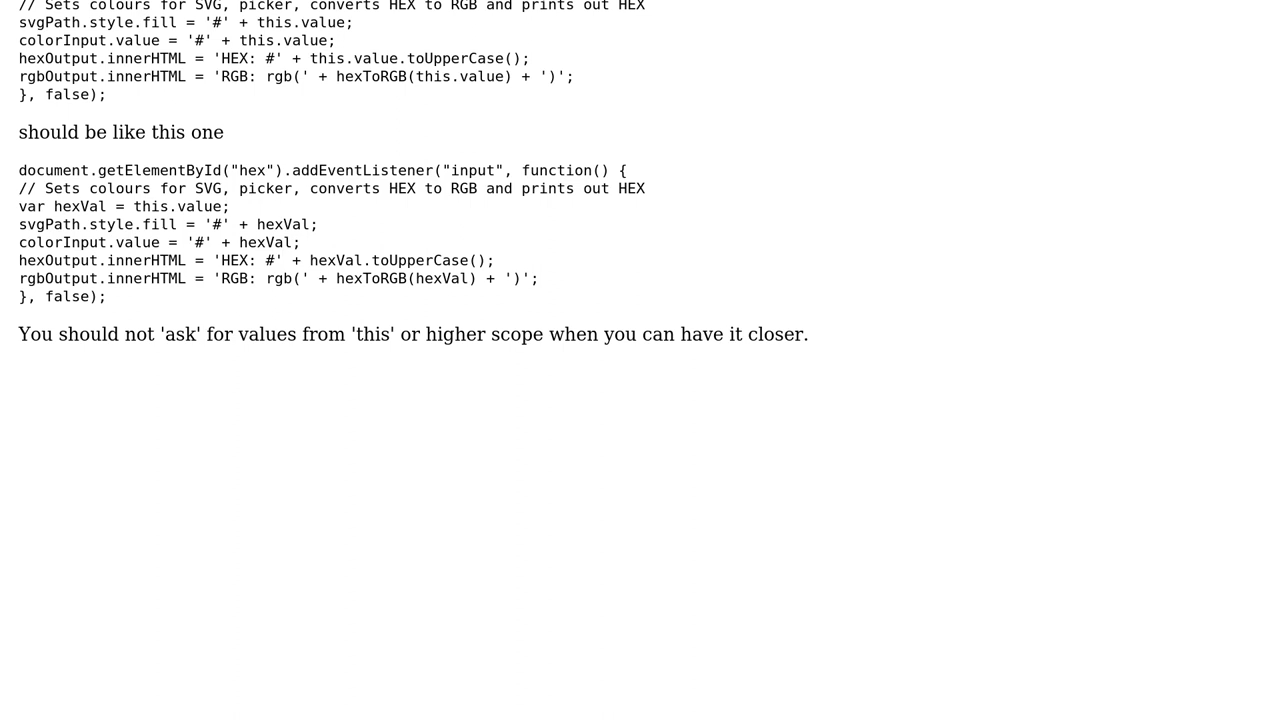 // Sets colours for SVG, picker, converts HEX to RGB and prints out HEX
svgPath.style.fill = '#' + this.value;
colorInput.value = '#' + this.value;
hexOutput.innerHTML = 'HEX: #' + this.value.toUpperCase();
rgbOutput.innerHTML = 'RGB: rgb(' + hexToRGB(this.value) + ')';
}, false);
should be like this one
document.getElementById("hex").addEventListener("input", function() {
// Sets colours for SVG, picker, converts HEX to RGB and prints out HEX
var hexVal = this.value;
svgPath.style.fill = '#' + hexVal;
colorInput.value = '#' + hexVal;
hexOutput.innerHTML = 'HEX: #' + hexVal.toUpperCase();
rgbOutput.innerHTML = 'RGB: rgb(' + hexToRGB(hexVal) + ')';
}, false);
You should not 'ask' for values from 'this' or higher scope when you can have it closer.